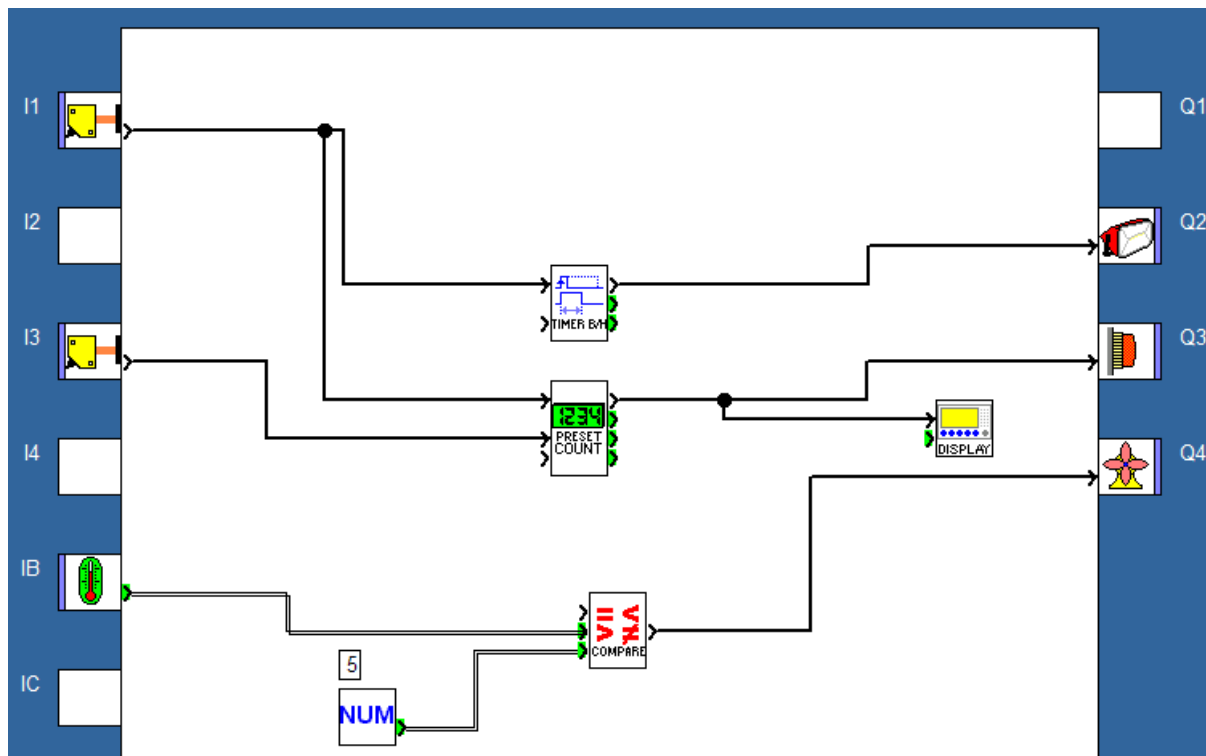 I1
Q1
I2
Q2
TIMER B/H
I3
Q3
1234
PRESET
COUNT
DISPLAY
I4
Q4
IB
COMPARE
5
IC
NUM